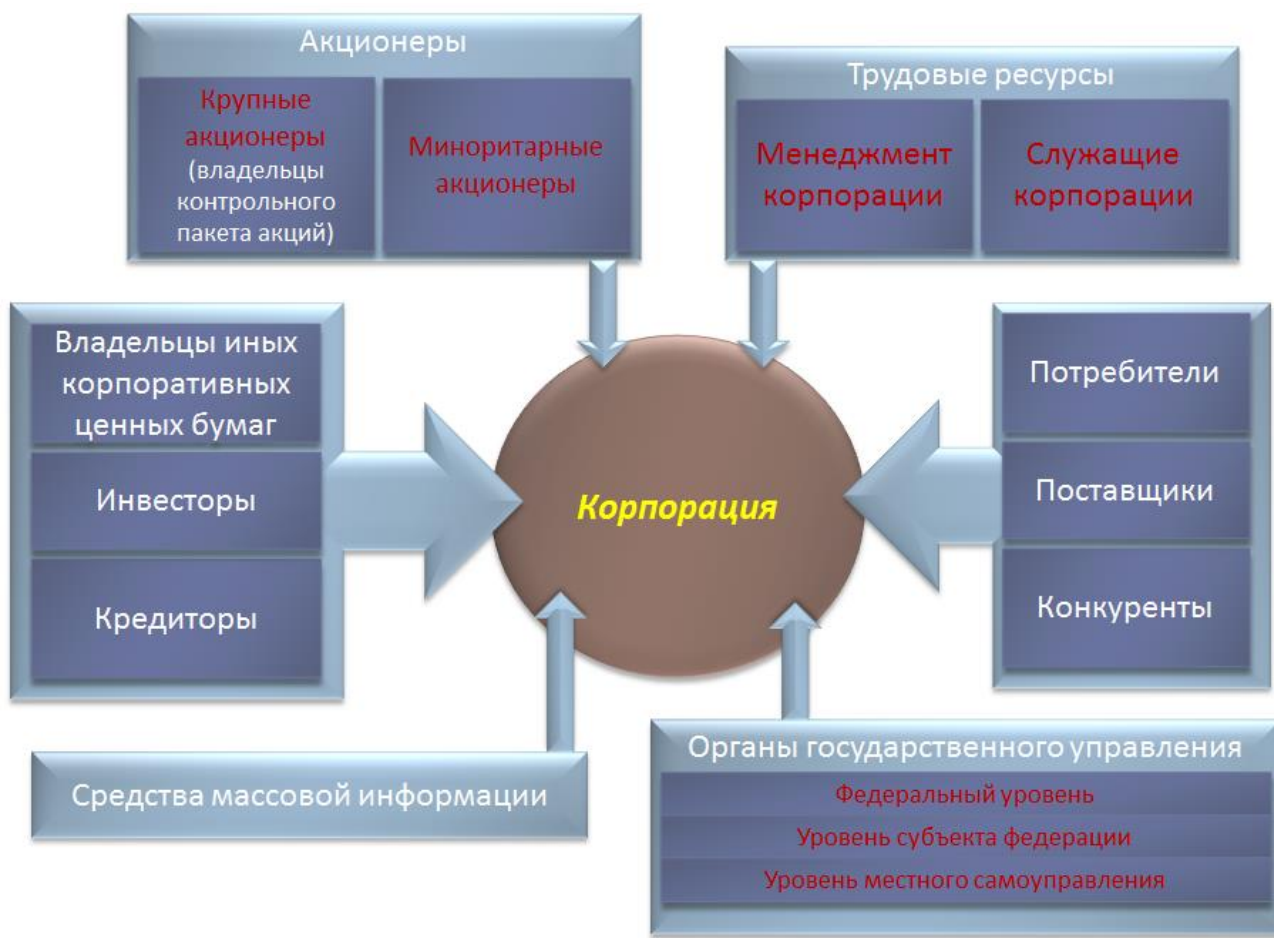 Акционеры
Крупные
акционеры
(владельцы
контрольного
пакета акций)
Миноритарные
акционеры
Трудовые ресурсы
Менеджмент
корпорации
Служащие
корпорации
Владельцы иных
корпоративных
ценных бумаг
Инвесторы
Кредиторы
Корпорация
Потребители
Поставщики
Конкуренты
Средства массовой информации
Органы государственного управления
Федеральный уровень
Уровень субъекта федерации
Уровень местного самоуправления